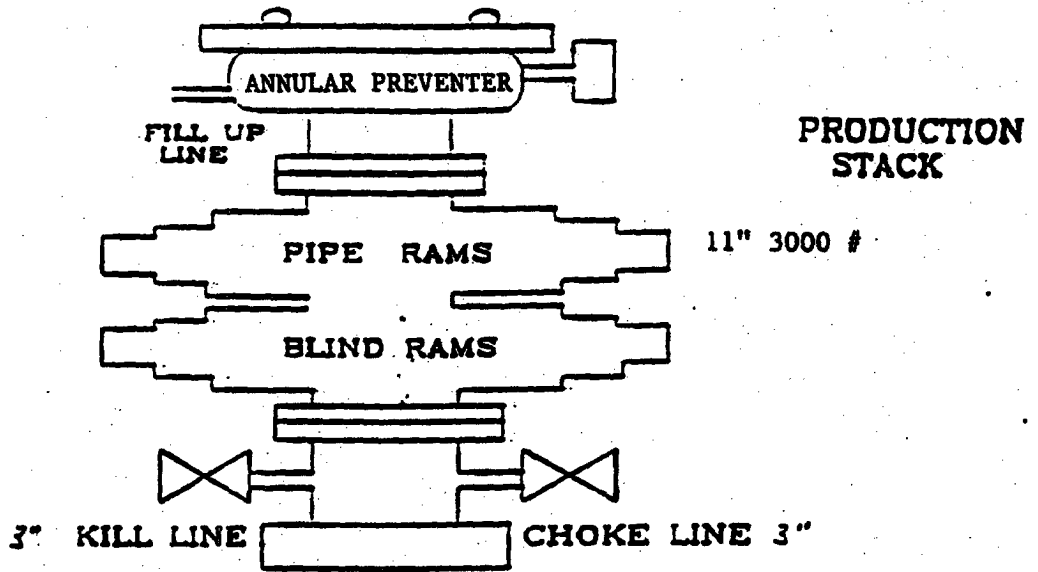 ANNULAR PREVENTER
FILL UP
LINE
PRODUCTION
STACK
PIPE RAMS
11" 3000 #
BLIND RAMS
3" KILL LINE
CHOKE LINE 3"